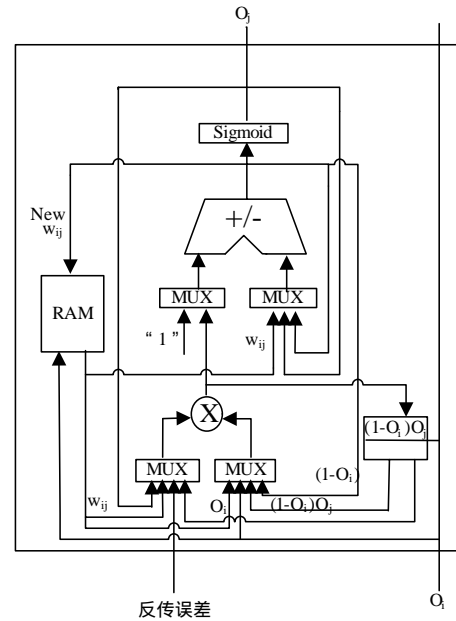 Oj
Sigmoid
New
wij
+/-
RAM
MUX
MUX
“ 1 ”
wij
X
(1-Oi)Oj
MUX
MUX
(1-Oi)
wij
Oi
(1-Oi)Oj
Oi
反传误差